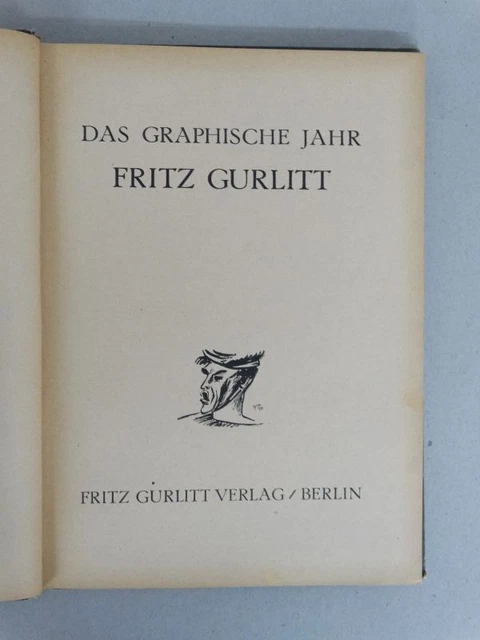 DAS GRAPHISCHE JAHR
FRITZ GURLITT
FRITZ GURLITT VERLAG / BERLIN